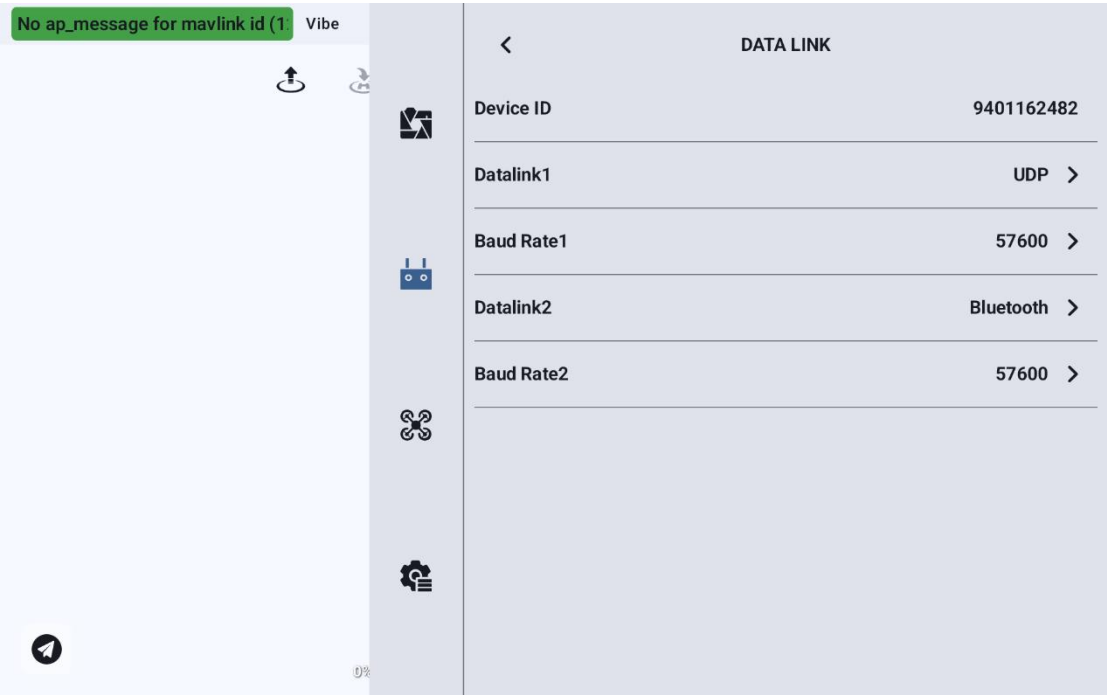 No ap_message for mavlink id (1
Vibe
DATA LINK
Device ID 9401162482
Datalink1 UDP
Baud Rate1 57600
Datalink2 Bluetooth
Baud Rate2 57600
0%